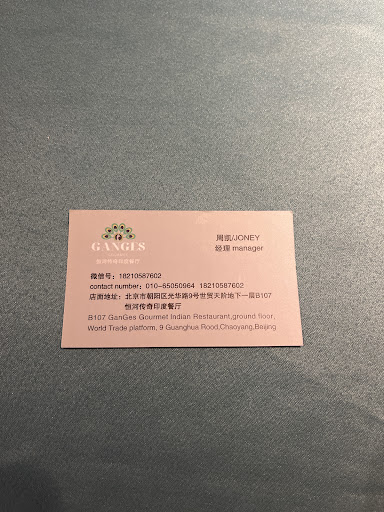 GANGES
恒河传奇印度餐厅
周凯/JONEY
经理 manager
微信号：18210587602
contact number：010-65050964 18210587602
店面地址：北京市朝阳区光华路9号世贸天阶地下一层B107
恒河传奇印度餐厅
B107 GanGes Gourmet Indian Restaurant,ground floor,
World Trade platform, 9 Guanghua Rood,Chaoyang,Beijing